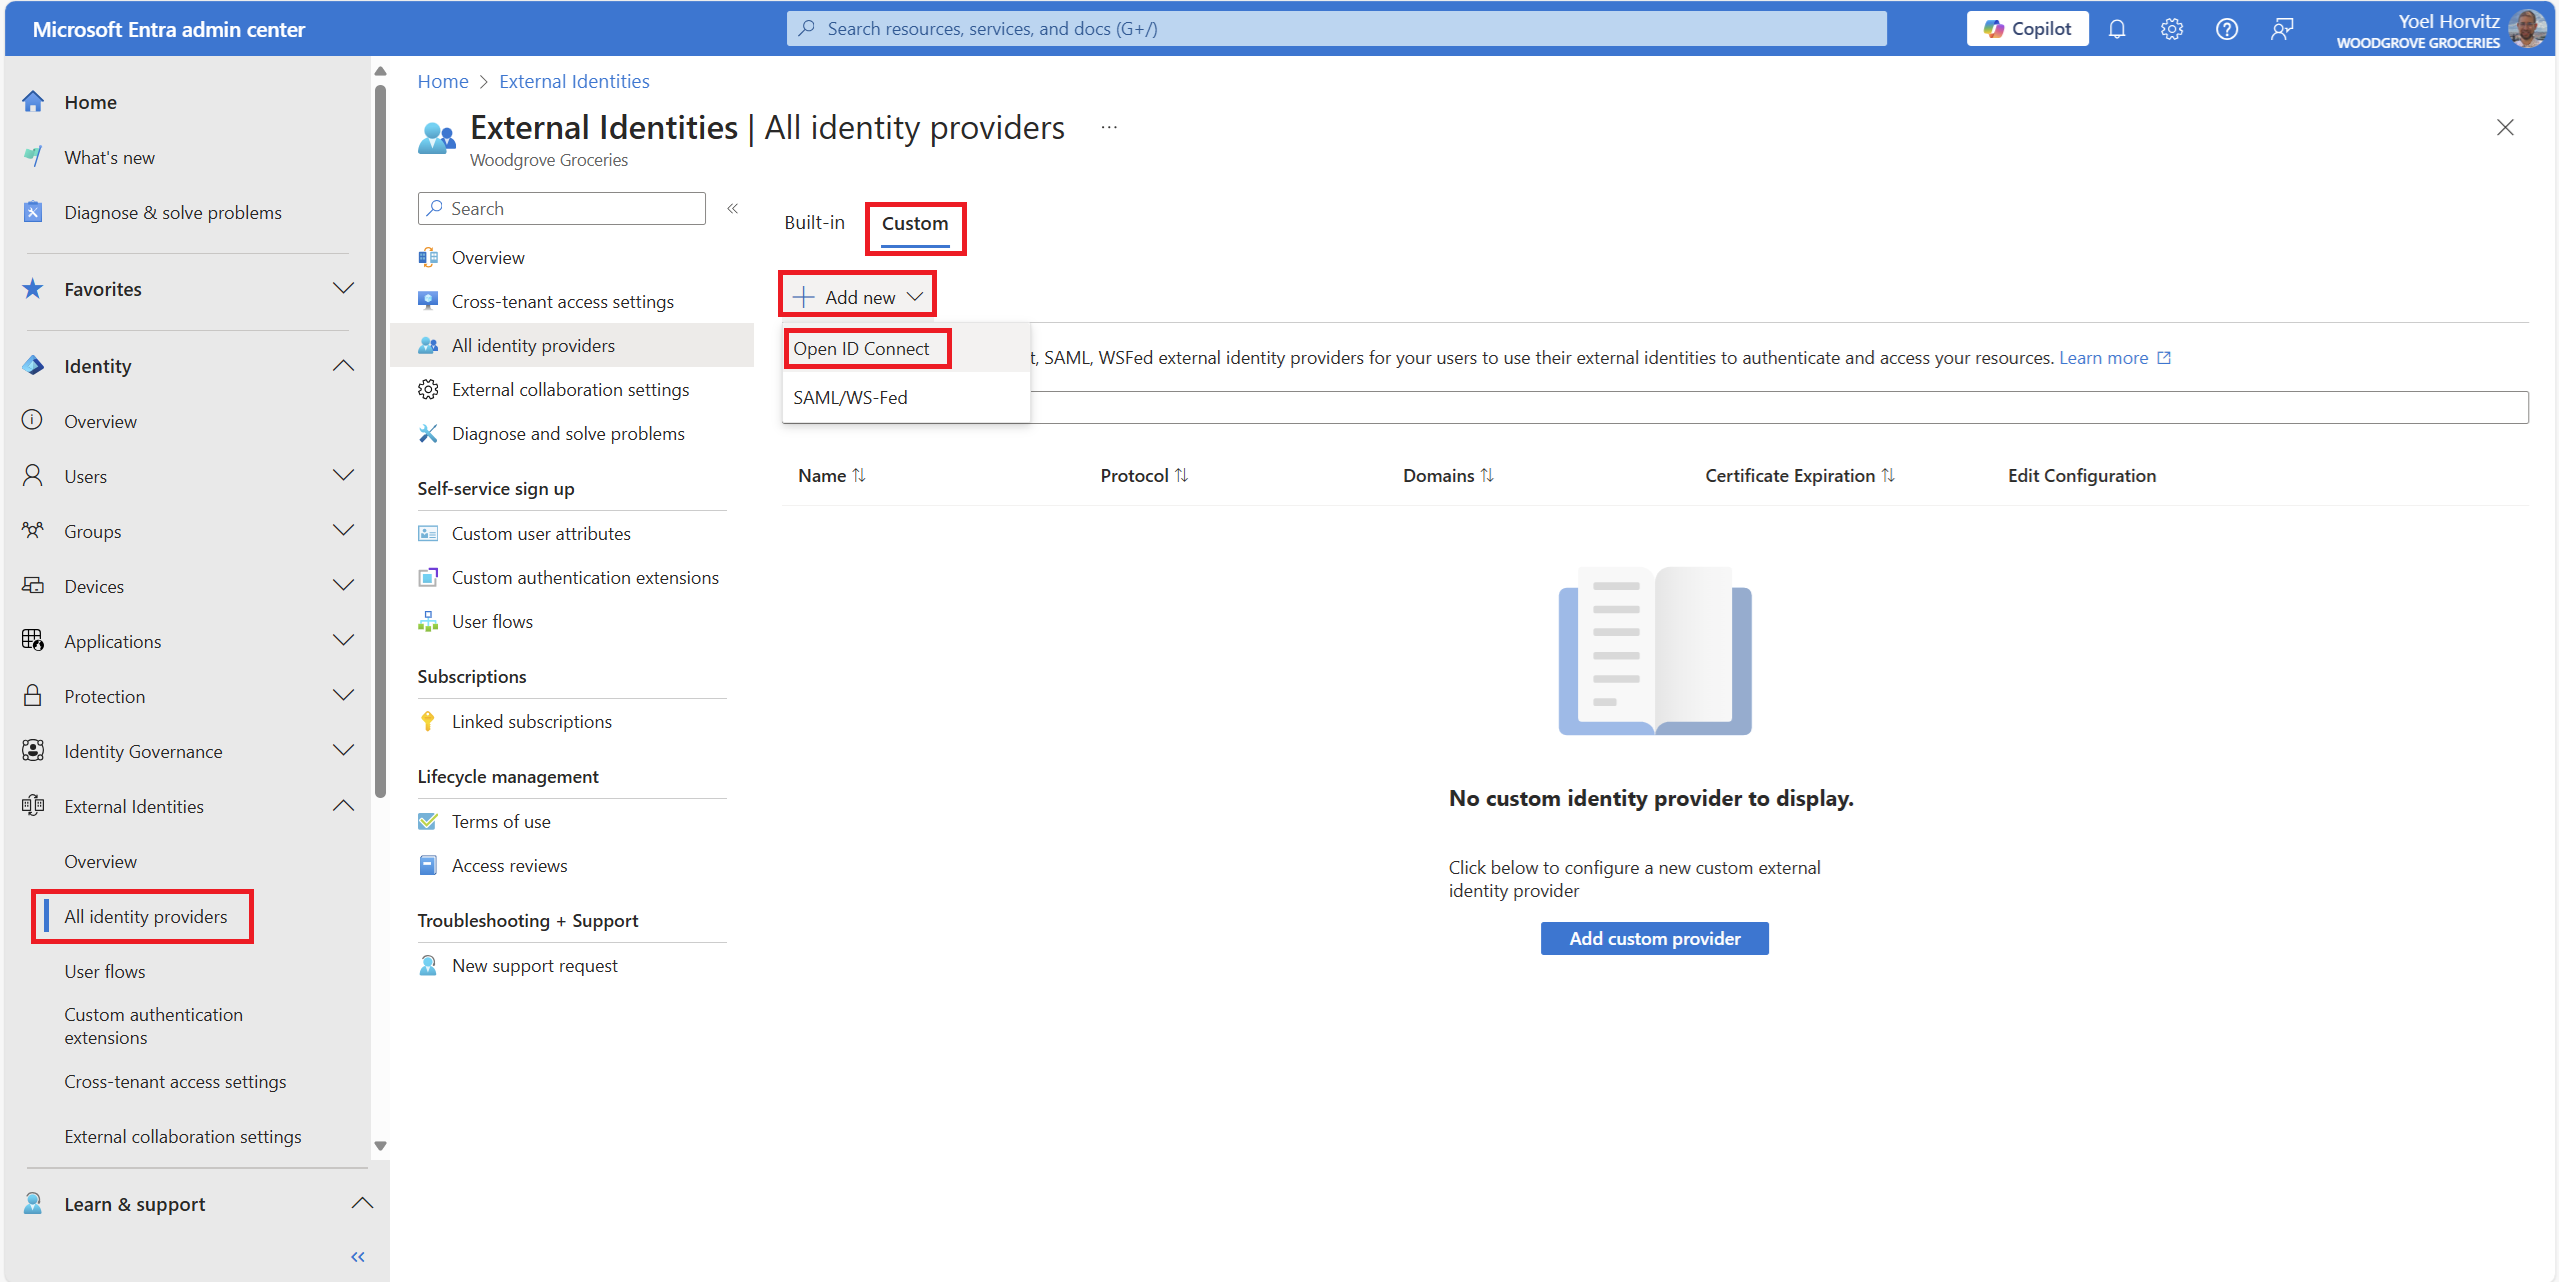 Microsoft Entra admin center
Search resources, services, and docs (G+/)
Copilot
Yoel Horvitz
WOODGROVE GROCERIES
Home
What's new
Diagnose & solve problems
Favorites
Identity
Overview
Users
Groups
Devices
Applications
Protection
Identity Governance
External Identities
Overview
All identity providers
User flows
Custom authentication
extensions
Cross-tenant access settings
External collaboration settings
Learn & support
Home > External Identities
External Identities | All identity providers
Woodgrove Groceries
Search
Overview
Cross-tenant access settings
All identity providers
External collaboration settings
Diagnose and solve problems
Self-service sign up
Custom user attributes
Custom authentication extensions
User flows
Subscriptions
Linked subscriptions
Lifecycle management
Terms of use
Access reviews
Troubleshooting + Support
New support request
Built-in Custom
Add new
Open ID Connect
SAML/WS-Fed
t, SAML, WSFed external identity providers for your users to use their external identities to authenticate and access your resources. Learn more
Name Protocol Domains Certificate Expiration Edit Configuration
No custom identity provider to display.
Click below to configure a new custom external
identity provider
Add custom provider